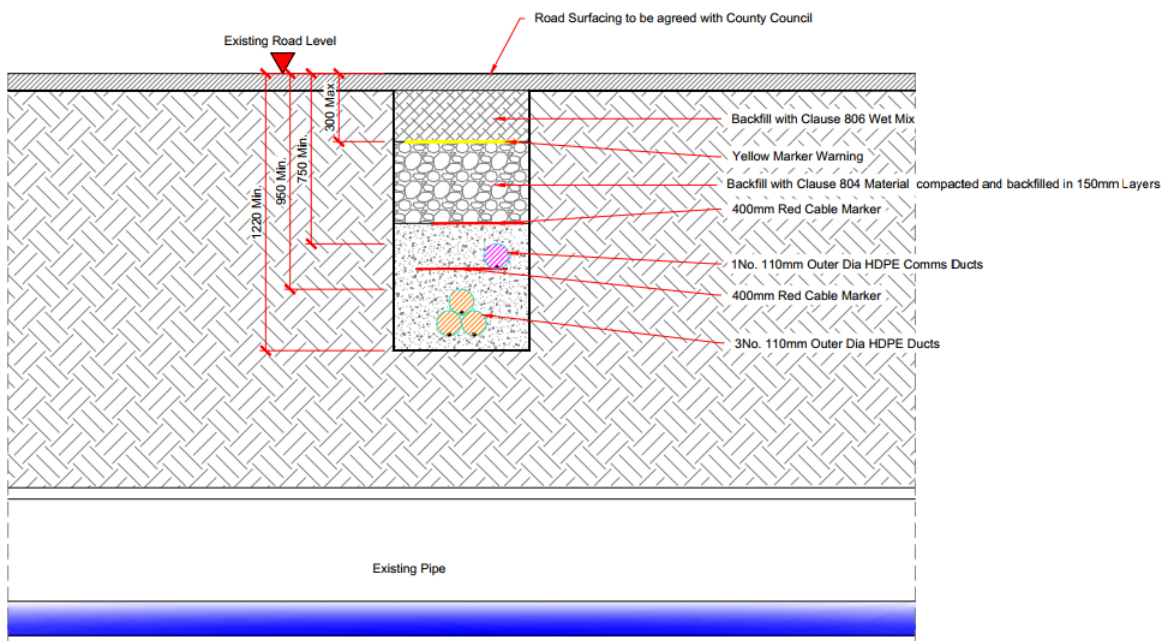 Road Surfacing to be agreed with County Council
Existing Road Level
300 Max
750 Min.
950 Min.
1220 Min.
Backfill with Clause 806 Wet Mix
Yellow Marker Warning
Backfill with Clause 804 Material compacted and backfilled in 150mm Layers
400mm Red Cable Marker
1No. 110mm Outer Dia HDPE Comms Ducts
400mm Red Cable Marker
3No. 110mm Outer Dia HDPE Ducts
Existing Pipe